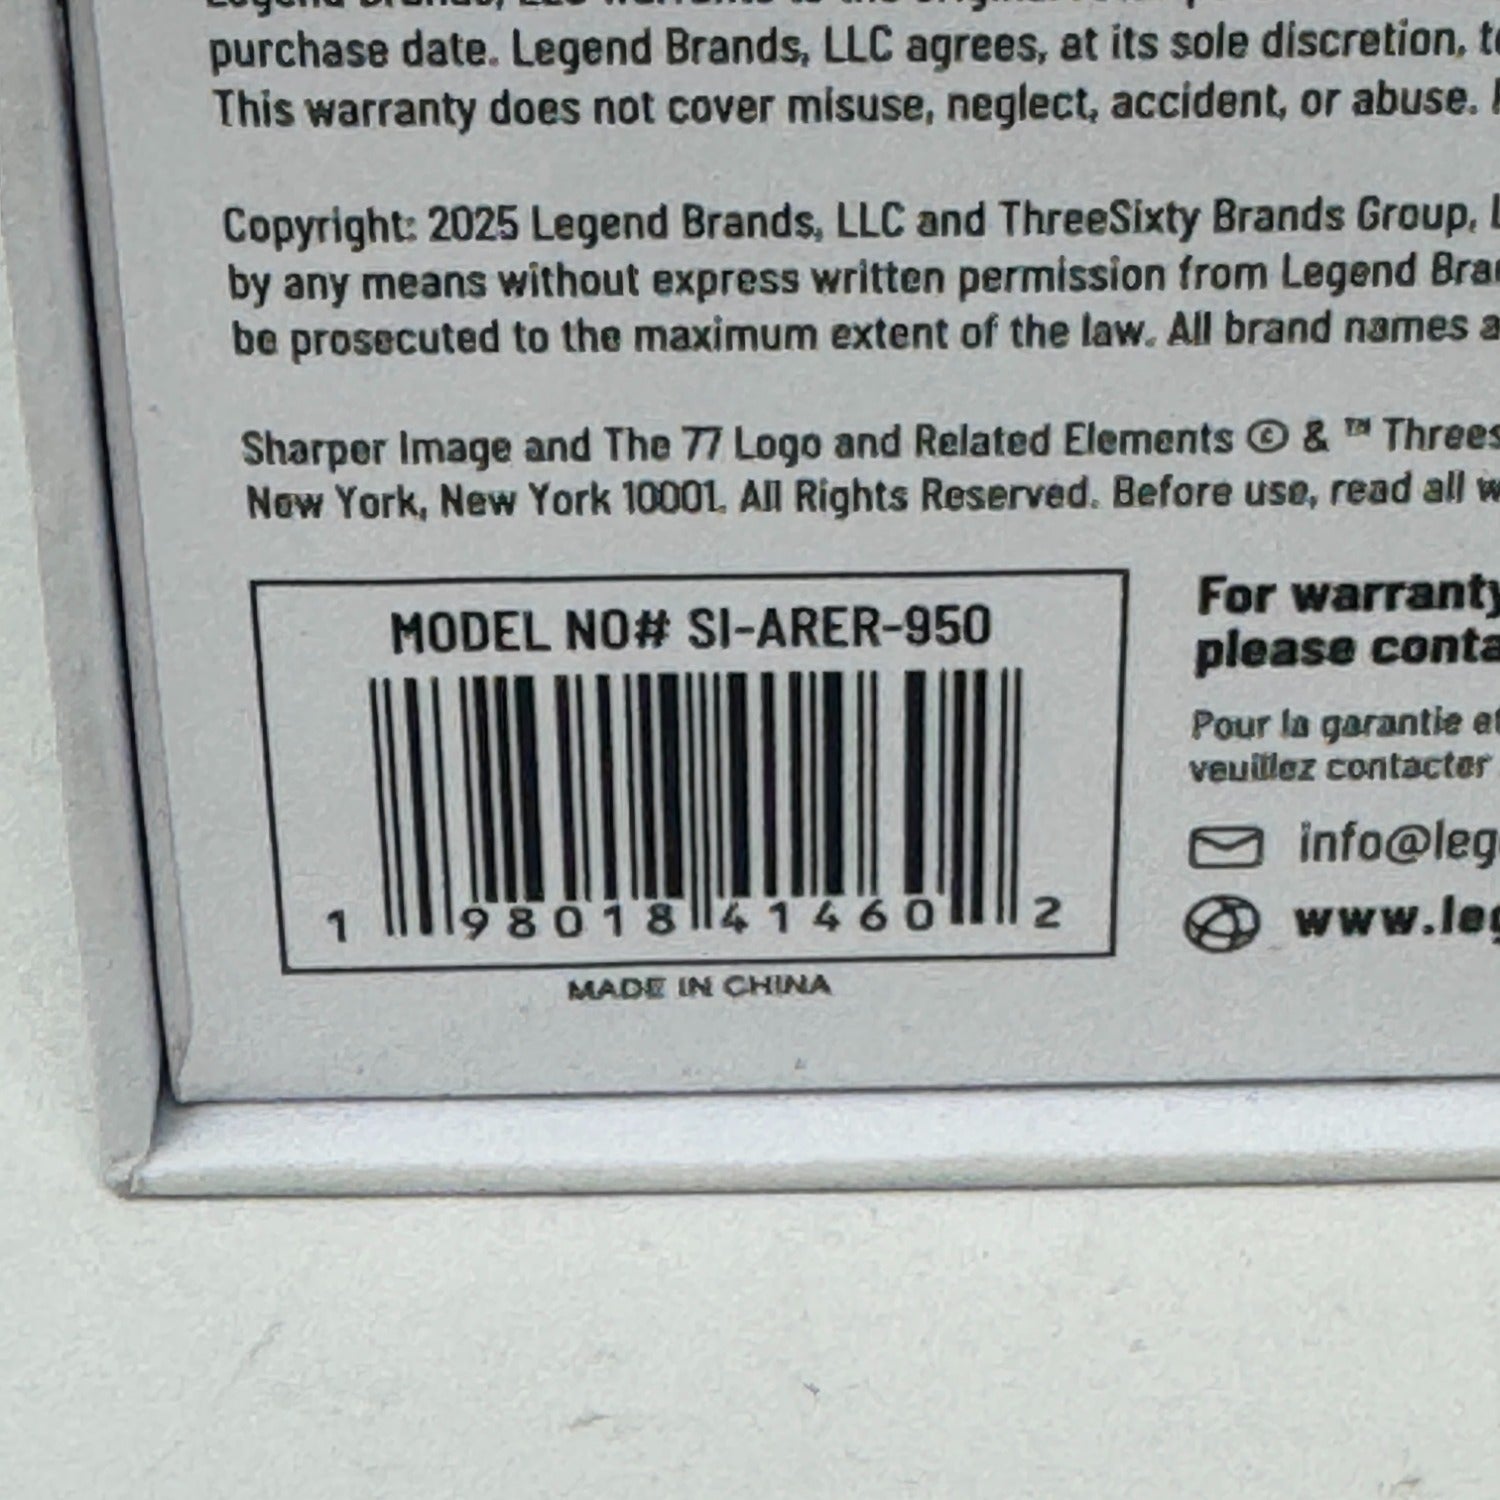 purchase date. Legend Brands, LLC agrees, at its sole discretion,
This warranty does not cover misuse, neglect, accident, or abuse.
Copyright: 2025 Legend Brands, LLC and ThreeSixty Brands Group,
by any means without express written permission from Legend
be prosecuted to the maximum extent of the law. All brand names
Sharper Image and The 77 Logo and Related Elements © & ™
New York, New York 10001. All Rights Reserved. Before use, read all
MODEL NO# SI-ARER-950
1 98018 41460 2
MADE IN CHINA
For warranty
please
Pour la garantie et
veuillez contacter
info@leg
www.leg